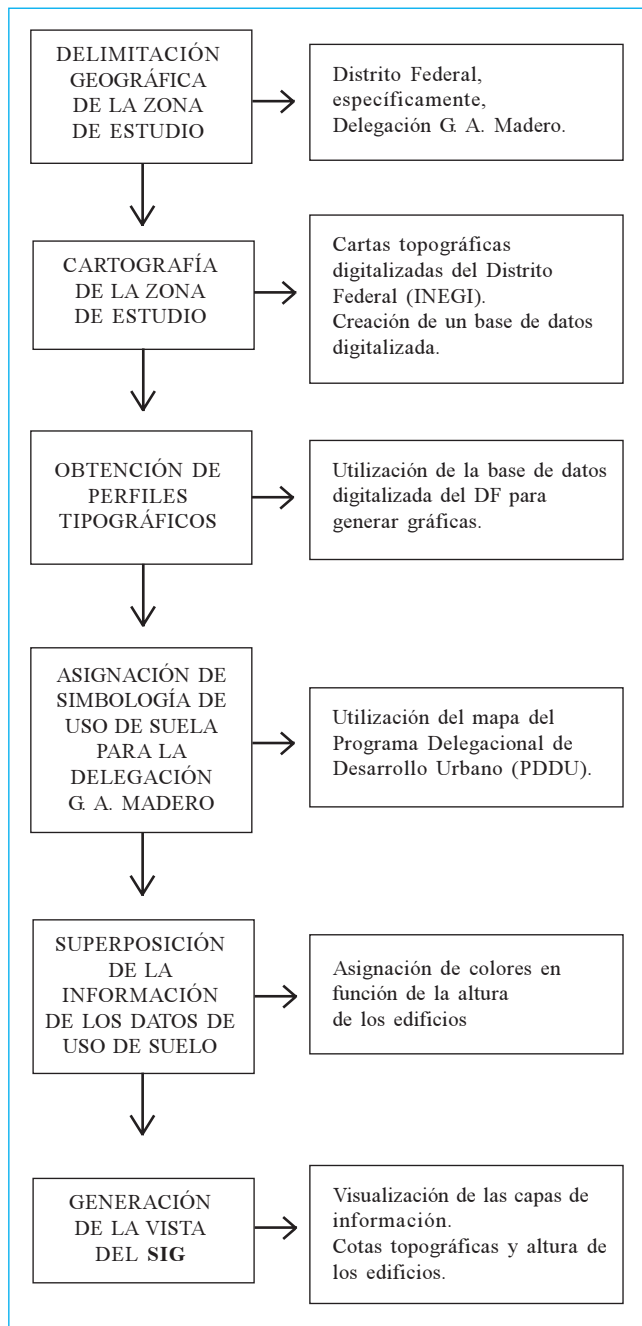 DELIMITACIÓN
GEOGRÁFICA
DE LA ZONA
DE ESTUDIO
Distrito Federal,
específicamente,
Delegación G. A. Madero.
CARTOGRAFÍA
DE LA ZONA
DE ESTUDIO
Cartas topográficas
digitalizadas del Distrito
Federal (INEGI).
Creación de un base de datos
digitalizada.
OBTENCIÓN DE
PERFILES
TIPOGRÁFICOS
Utilización de la base de datos
digitalizada del DF para
generar gráficas.
ASIGNACIÓN DE
SIMBOLOGÍA DE
USO DE SUELA
PARA LA
DELEGACIÓN
G. A. MADERO
Utilización del mapa del
Programa Delegacional de
Desarrollo Urbano (PDDU).
SUPERPOSICIÓN
DE LA
INFORMACIÓN
DE LOS DATOS DE
USO DE SUELO
Asignación de colores en
función de la altura
de los edificios
GENERACIÓN
DE LA VISTA
DEL SIG
Visualización de las capas de
información.
Cotas topográficas y altura de
los edificios.